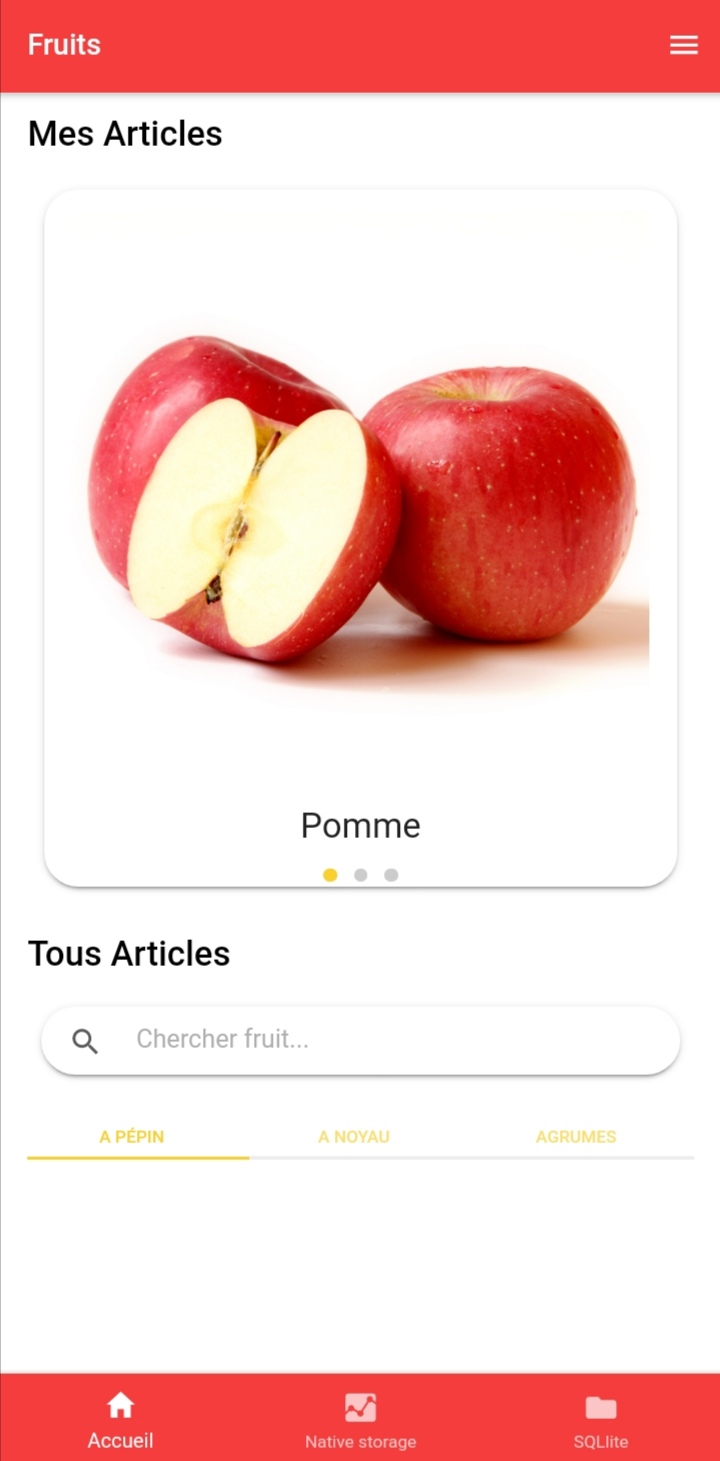 Fruits
Mes Articles
Pomme
Tous Articles
Chercher fruit...
A PÉPIN
A NOYAU
AGRUMES
Accueil
Native storage
SQLlite